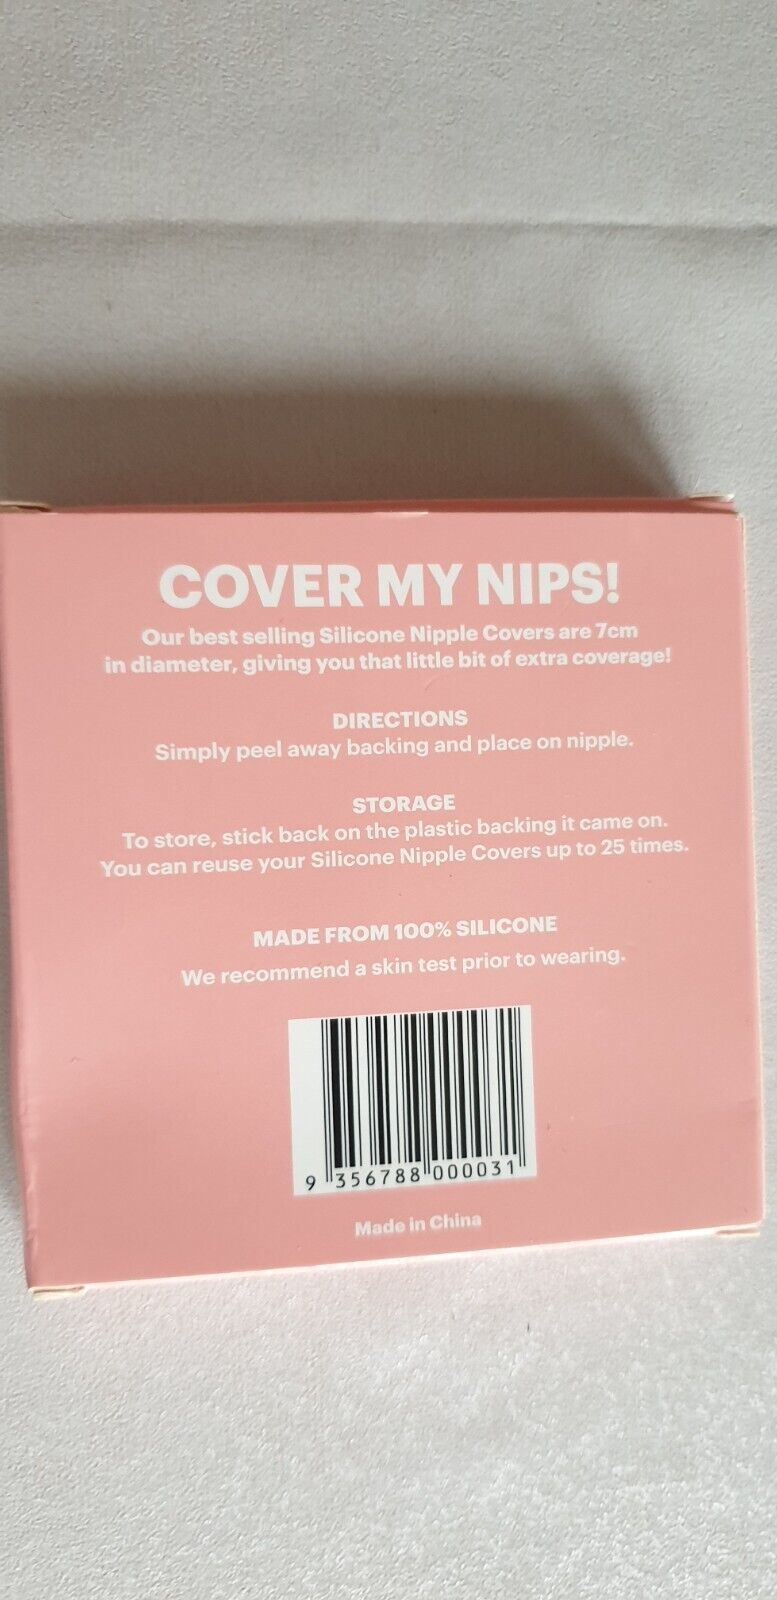 COVER MY NIPS!
Our best selling Silicone Nipple Covers are 7cm
in diameter, giving you that little bit of extra coverage!
DIRECTIONS
Simply peel away backing and place on nipple.
STORAGE
To store, stick back on the plastic backing it came on.
You can reuse your Silicone Nipple Covers up to 25 times.
MADE FROM 100% SILICONE
We recommend a skin test prior to wearing.
9 356788 000031
Made in China